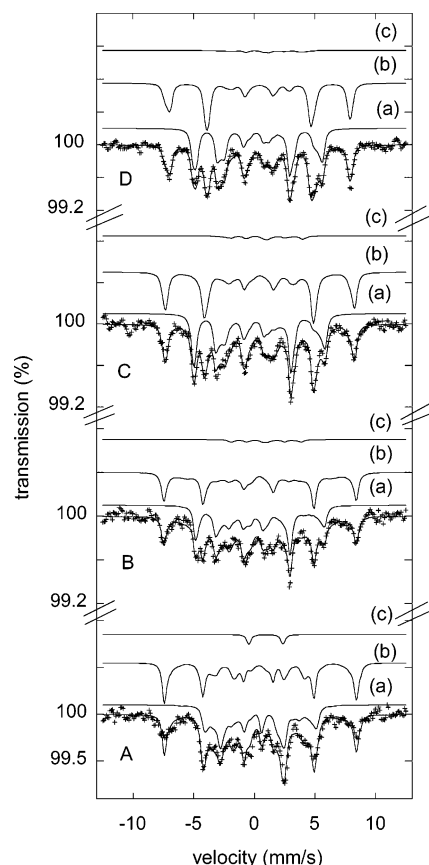 (c)
(b)
(a)
100
D
99.2
(c)
(b)
(a)
100
C
99.2
(c)
(b)
(a)
100
B
99.2
(c)
(b)
(a)
100
99.5
A
-10 -5 0 5 10
velocity (mm/s)
transmission (%)